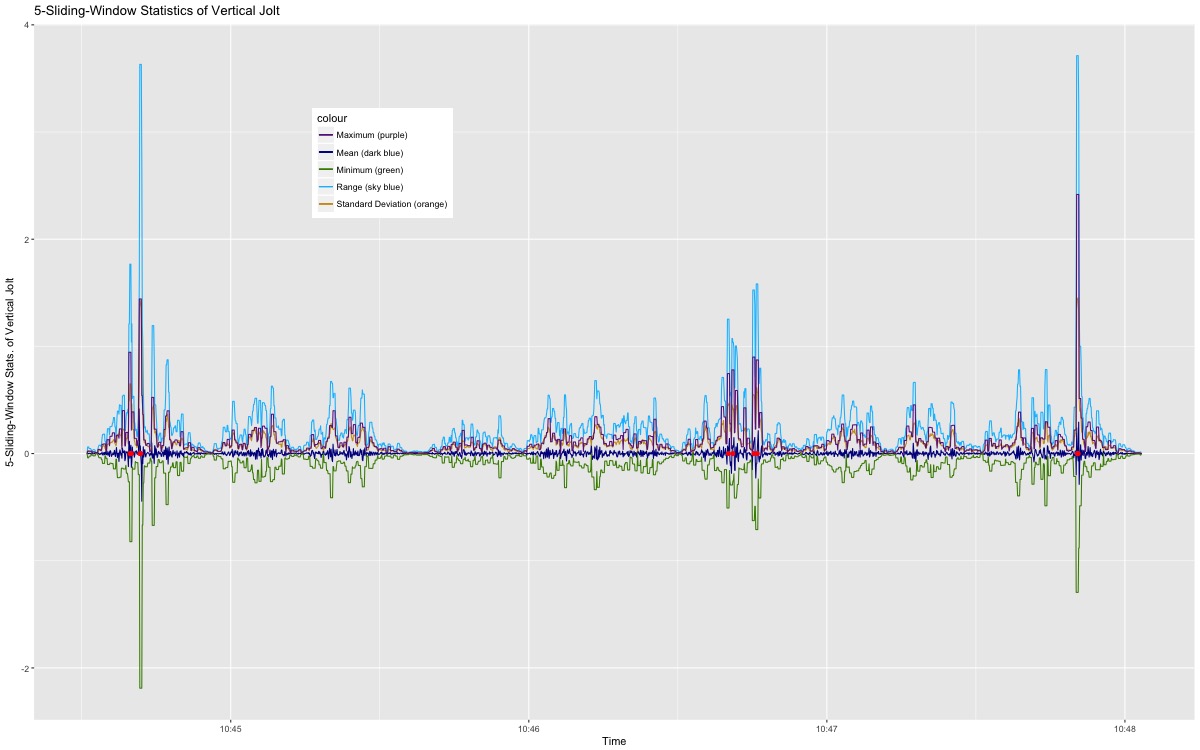 5-Sliding-Window Statistics of Vertical Jolt
5-Sliding-Window Stats. of Vertical Jolt
4
2
0
-2
colour
Maximum (purple)
Mean (dark blue)
Minimum (green)
Range (sky blue)
Standard Deviation (orange)
10:45
10:46
10:47
10:48
Time